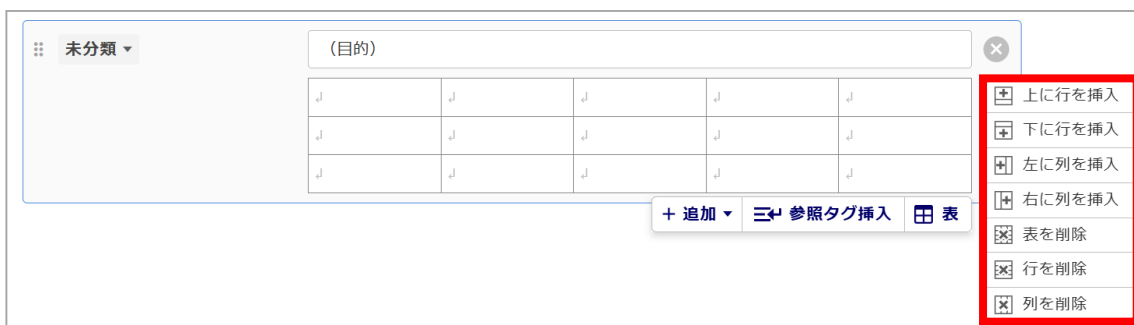 未分類
（目的）
上に行を挿入
下に行を挿入
左に列を挿入
右に列を挿入
+ 追加 参照タグ挿入 表
表を削除
行を削除
列を削除